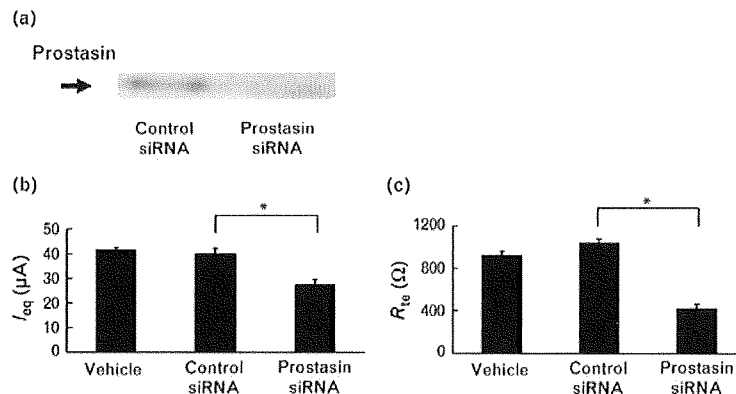 (a)
Prostasin
Control
siRNA
Prostasin
siRNA
(b)
*
50
40
30
20
10
0
Ieq (µA)
Vehicle
Control
siRNA
Prostasin
siRNA
(c)
*
1200
800
400
0
Rte (Ω)
Vehicle
Control
siRNA
Prostasin
siRNA